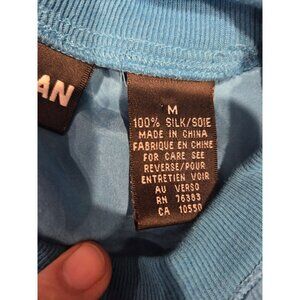 AN
M
100% SILK/SOIE
MADE IN CHINA
FABRIQUE EN CHINE
FOR CARE SEE
REVERSE/POUR
ENTRETIEN VOIR
AU VERSO
RN 76383
CA 10550